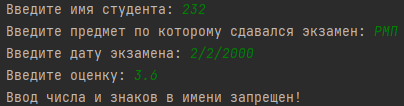 Введите имя студента: 232
Введите предмет по которому сдавался экзамен: РМП
Введите дату экзамена: 2/2/2000
Введите оценку: 3.6
Ввод числа и знаков в имени запрещен!